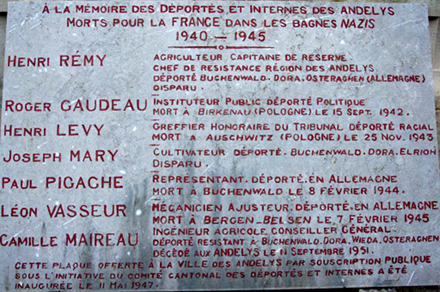 À LA MÉMOIRE DES DÉPORTÉS ET INTERNES DES ANDELYS
MORTS POUR LA FRANCE DANS LES BAGNES NAZIS
1940 — 1945
HENRI RÉMY AGRICULTEUR, CAPITAINE DE RESERVE
CHEF DE RESISTANCE RÉGION DES ANDELYS
DÉPORTÉ BUCHENWALD. DORA. OSTERAGHEN (ALLEMAGNE)
DISPARU.
ROGER GAUDEAU INSTITUTEUR PUBLIC DÉPORTÉ POLITIQUE
MORT À BIRKENAU (POLOGNE) LE 15 SEPT. 1942.
HENRI LEVY GREFFIER HONORAIRE DU TRIBUNAL DÉPORTÉ RACIAL
MORT À AUSCHWITZ (POLOGNE) LE 25 NOV 1943
JOSEPH MARY CULTIVATEUR DÉPORTÉ. BUCHENWALD. DORA. ELRICH
DISPARU.
PAUL PIGACHE REPRESENTANT. DÉPORTÉ. EN ALLEMAGNE
MORT À BUCHENWALD LE 8 FÉVRIER 1944.
LÉON VASSEUR MÉCANICIEN AJUSTEUR. DÉPORTÉ. EN ALLEMAGNE
MORT À BERGEN-BELSEN LE 7 FÉVRIER 1945
CAMILLE MAIREAU INGÉNIEUR AGRICOLE. CONSEILLER GÉNÉRAL.
DÉPORTÉ RESISTANT À BUCHENWALD. DORA. WIEDA. OSTERAGHEN
DÉCÉDÉ AUX ANDELYS LE 11 SEPTEMBRE 1951.
CETTE PLAQUE OFFERTE À LA VILLE DES ANDELYS PAR SOUSCRIPTION PUBLIQUE
SOUS L'INITIATIVE DU COMITÉ CANTONAL DES DÉPORTÉS ET INTERNES A ÉTÉ
INAUGURÉE LE 11 MAI 1947.